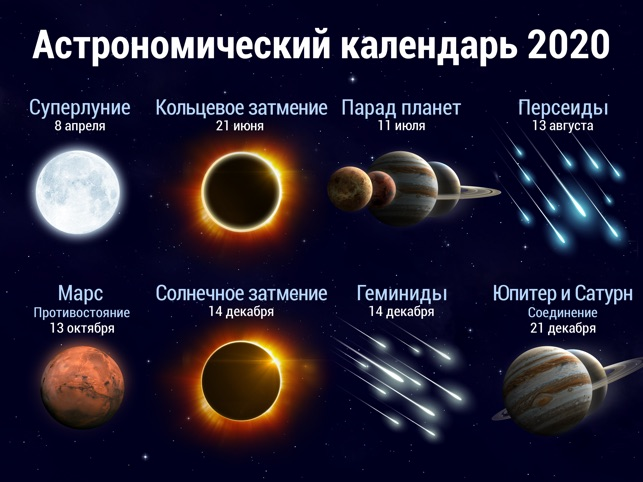 Астрономический календарь 2020
Суперлуние
8 апреля
Кольцевое затмение
21 июня
Парад планет
11 июля
Персеиды
13 августа
Марс
Противостояние
13 октября
Солнечное затмение
14 декабря
Геминиды
14 декабря
Юпитер и Сатурн
Соединение
21 декабря